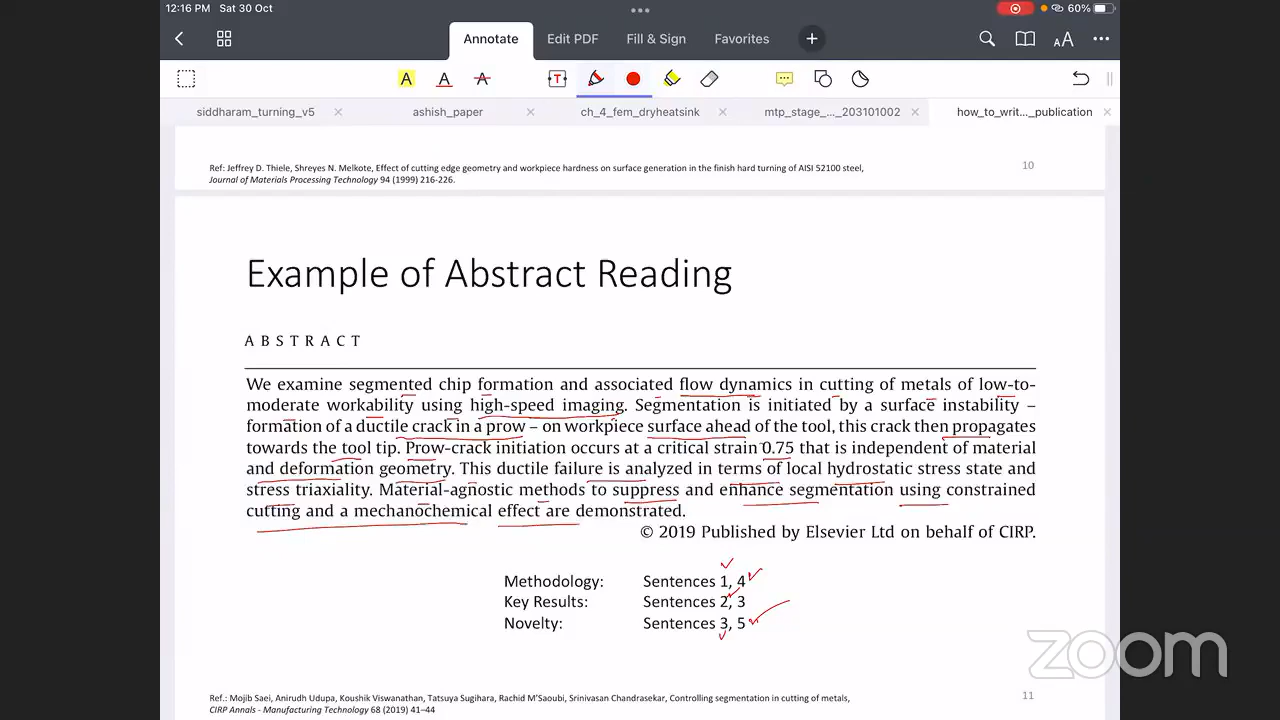 12:16 PM Sat 30 Oct
60%
Annotate Edit PDF Fill & Sign Favorites +
AA
A A A T
siddharam_turning_v5 × ashish_paper × ch_4_fem_dryheatsink × mtp_stage_..._203101002 × how_to_writ..._publication ×
Ref: Jeffrey D. Thiele, Shreyes N. Melkote, Effect of cutting edge geometry and workpiece hardness on surface generation in the finish hard turning of AISI 52100 steel,
Journal of Materials Processing Technology 94 (1999) 216-226.
10
Example of Abstract Reading
ABSTRACT
We examine segmented chip formation and associated flow dynamics in cutting of metals of low-to-
moderate workability using high-speed imaging. Segmentation is initiated by a surface instability –
formation of a ductile crack in a prow – on workpiece surface ahead of the tool, this crack then propagates
towards the tool tip. Prow-crack initiation occurs at a critical strain ~0.75 that is independent of material
and deformation geometry. This ductile failure is analyzed in terms of local hydrostatic stress state and
stress triaxiality. Material-agnostic methods to suppress and enhance segmentation using constrained
cutting and a mechanochemical effect are demonstrated.
© 2019 Published by Elsevier Ltd on behalf of CIRP.
Methodology: Sentences 1, 4
Key Results: Sentences 2, 3
Novelty: Sentences 3, 5
zoom
Ref.: Mojib Saei, Anirudh Udupa, Koushik Viswanathan, Tatsuya Sugihara, Rachid M'Saoubi, Srinivasan Chandrasekar, Controlling segmentation in cutting of metals,
CIRP Annals - Manufacturing Technology 68 (2019) 41–44
11